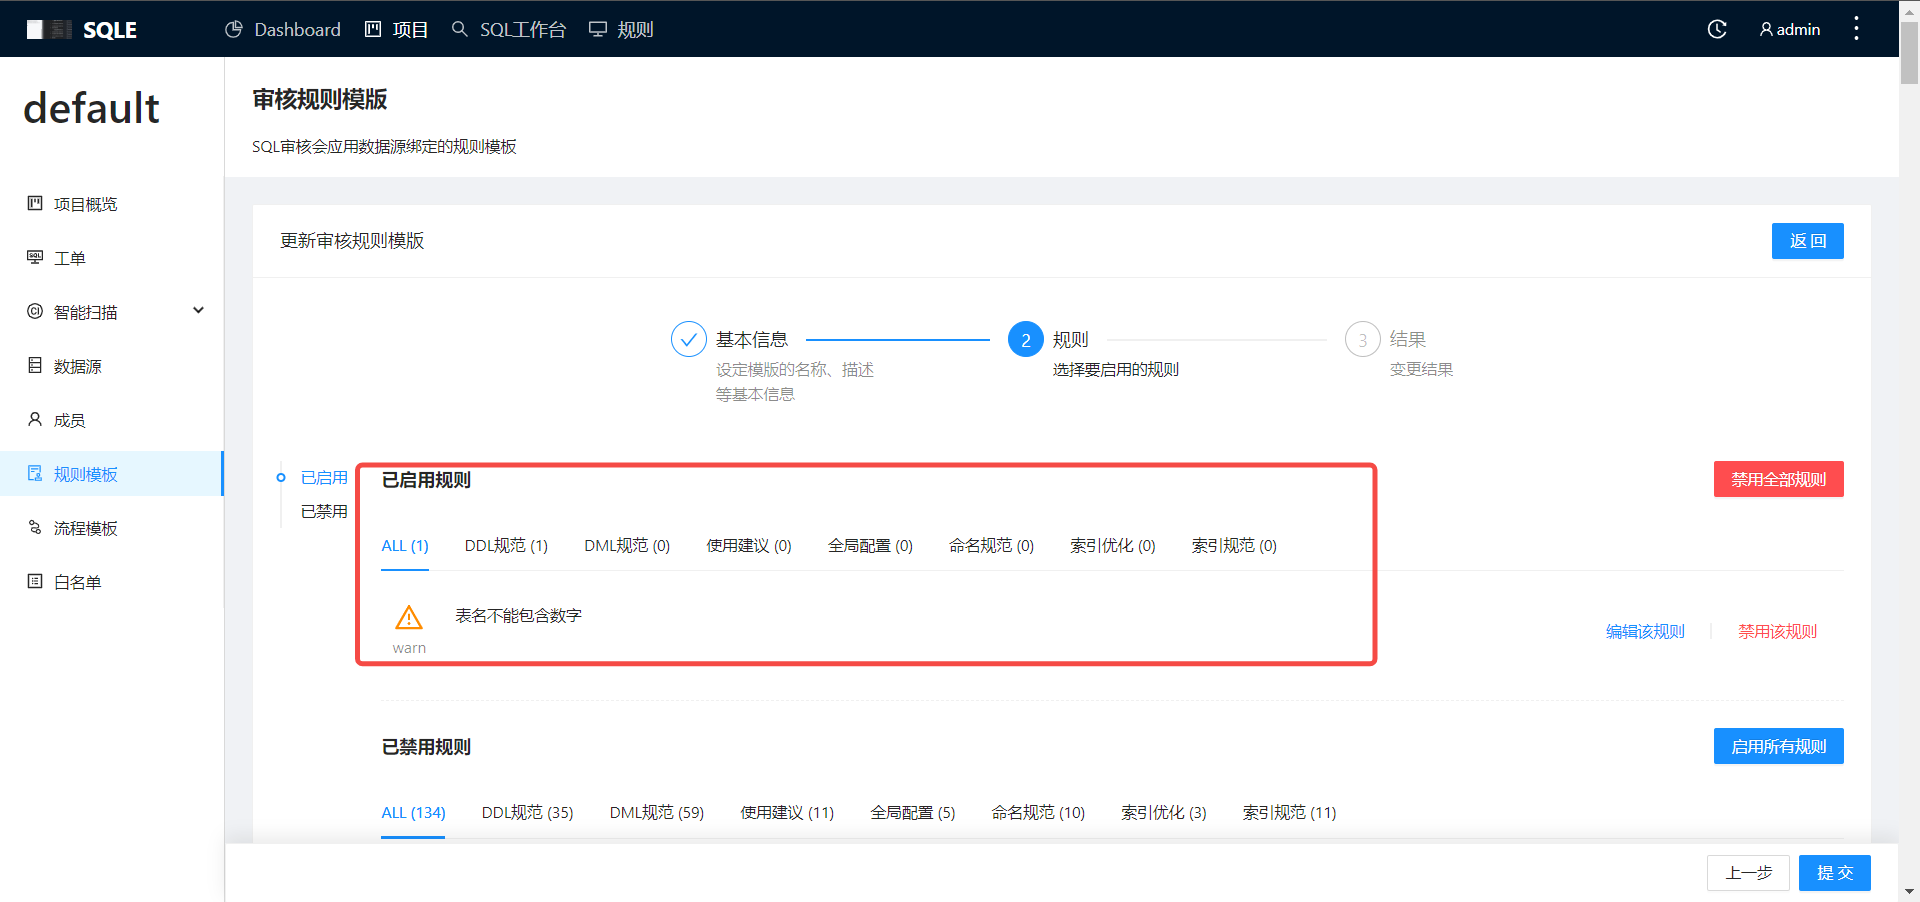 SQLE
Dashboard
项目
SQL工作台
规则
admin
default
项目概览
工单
智能扫描
数据源
成员
规则模板
流程模板
白名单
审核规则模版
SQL审核会应用数据源绑定的规则模板
更新审核规则模版
返 回
基本信息
设定模版的名称、描述
等基本信息
2
规则
选择要启用的规则
3
结果
变更结果
已启用
已禁用
已启用规则
禁用全部规则
ALL (1)
DDL规范 (1)
DML规范 (0)
使用建议 (0)
全局配置 (0)
命名规范 (0)
索引优化 (0)
索引规范 (0)
warn
表名不能包含数字
编辑该规则
禁用该规则
已禁用规则
启用所有规则
ALL (134)
DDL规范 (35)
DML规范 (59)
使用建议 (11)
全局配置 (5)
命名规范 (10)
索引优化 (3)
索引规范 (11)
上一步
提 交